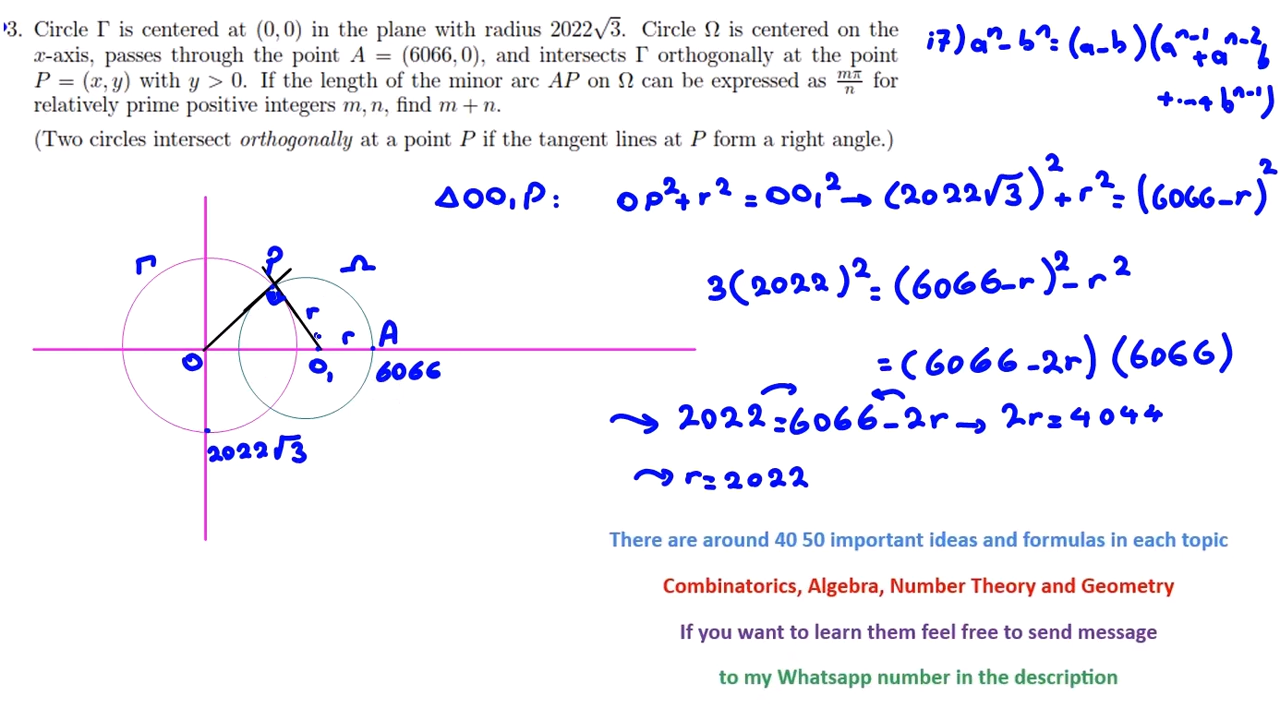 3. Circle Γ is centered at (0,0) in the plane with radius 2022√3. Circle Ω is centered on the
x-axis, passes through the point A = (6066,0), and intersects Γ orthogonally at the point
P = (x,y) with y > 0. If the length of the minor arc AP on Ω can be expressed as mπ/n for
relatively prime positive integers m, n, find m + n.
(Two circles intersect orthogonally at a point P if the tangent lines at P form a right angle.)
i7) aⁿ - bⁿ = (a-b)(aⁿ⁻¹ + aⁿ⁻²b
+...+ bⁿ⁻¹)
ΔOO₁P: OP² + r² = OO₁² → (2022√3)² + r² = (6066-r)²
3(2022)² = (6066-r)² - r²
= (6066-2r)(6066)
→ 2022 = 6066 - 2r → 2r = 4044
→ r = 2022
Γ
P
Ω
r
r
A
O
O₁
6066
2022√3
There are around 40 50 important ideas and formulas in each topic
Combinatorics, Algebra, Number Theory and Geometry
If you want to learn them feel free to send message
to my Whatsapp number in the description